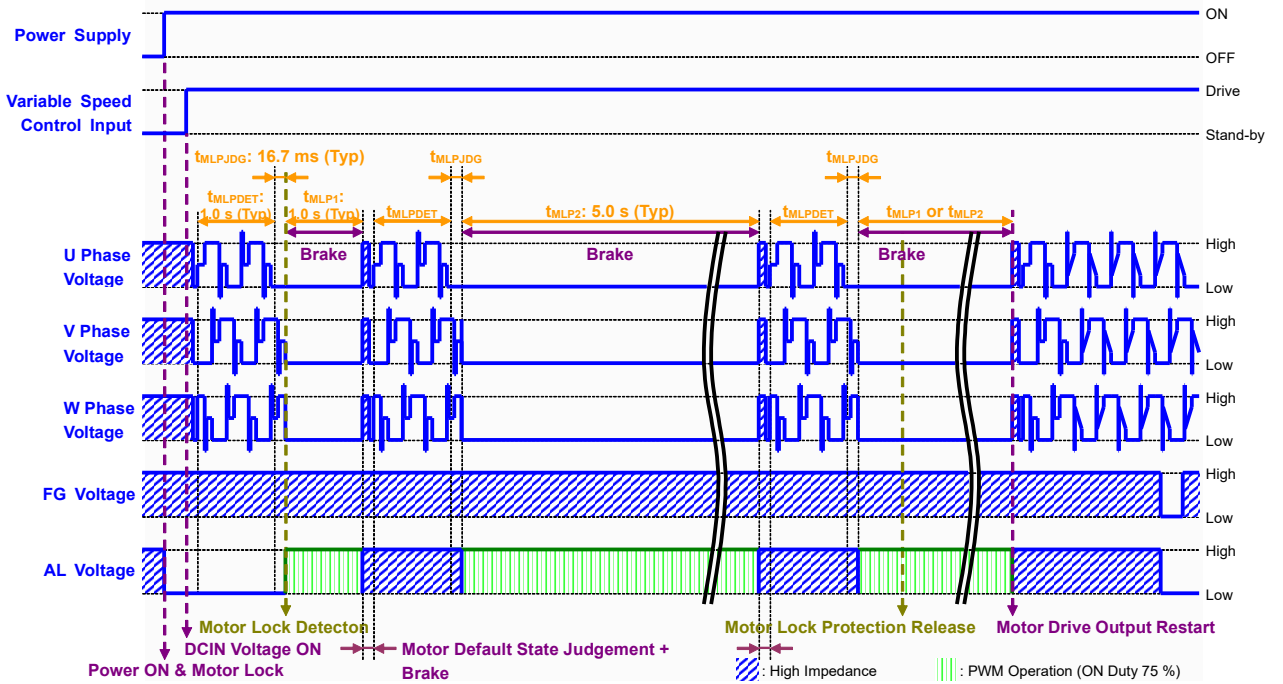 Power Supply
ON
OFF
Variable Speed
Control Input
Drive
Stand-by
tMLPJDG: 16.7 ms (Typ)
tMLPJDG
tMLPJDG
tMLPDET:
1.0 s (Typ)
tMLP1:
1.0 s (Typ)
tMLPDET
tMLP2: 5.0 s (Typ)
tMLPDET
tMLP1 or tMLP2
Brake
Brake
Brake
U Phase
Voltage
High
Low
V Phase
Voltage
High
Low
W Phase
Voltage
High
Low
FG Voltage
High
Low
AL Voltage
High
Low
Motor Lock Detecton
Motor Lock Protection Release
Motor Drive Output Restart
DCIN Voltage ON
Motor Default State Judgement +
Brake
Power ON & Motor Lock
: High Impedance
: PWM Operation (ON Duty 75 %)